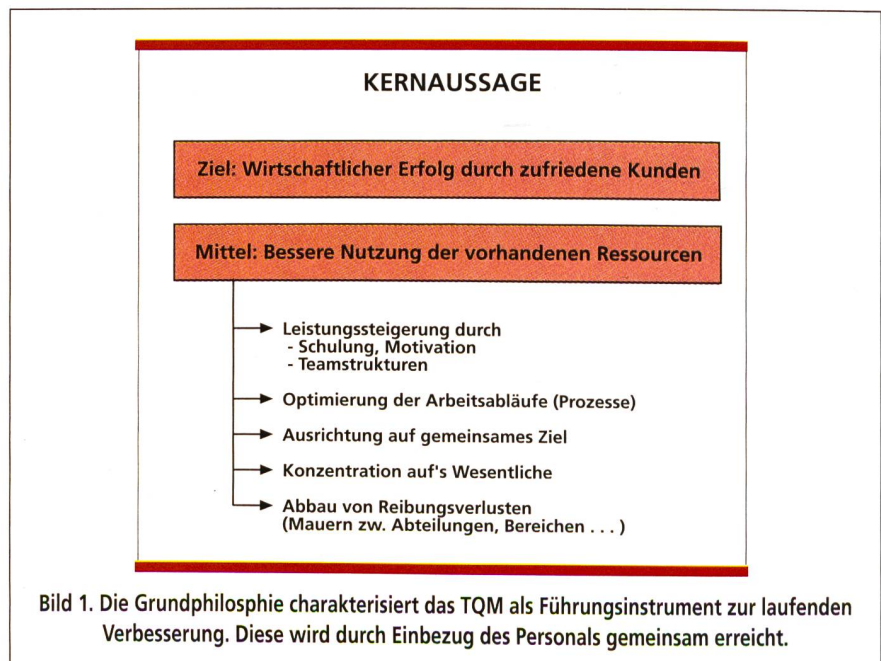 KERNAUSSAGE
Ziel: Wirtschaftlicher Erfolg durch zufriedene Kunden
Mittel: Bessere Nutzung der vorhandenen Ressourcen
Leistungssteigerung durch
- Schulung, Motivation
- Teamstrukturen
Optimierung der Arbeitsabläufe (Prozesse)
Ausrichtung auf gemeinsames Ziel
Konzentration auf's Wesentliche
Abbau von Reibungsverlusten
(Mauern zw. Abteilungen, Bereichen . . . )
Bild 1. Die Grundphilosphie charakterisiert das TQM als Führungsinstrument zur laufenden
Verbesserung. Diese wird durch Einbezug des Personals gemeinsam erreicht.